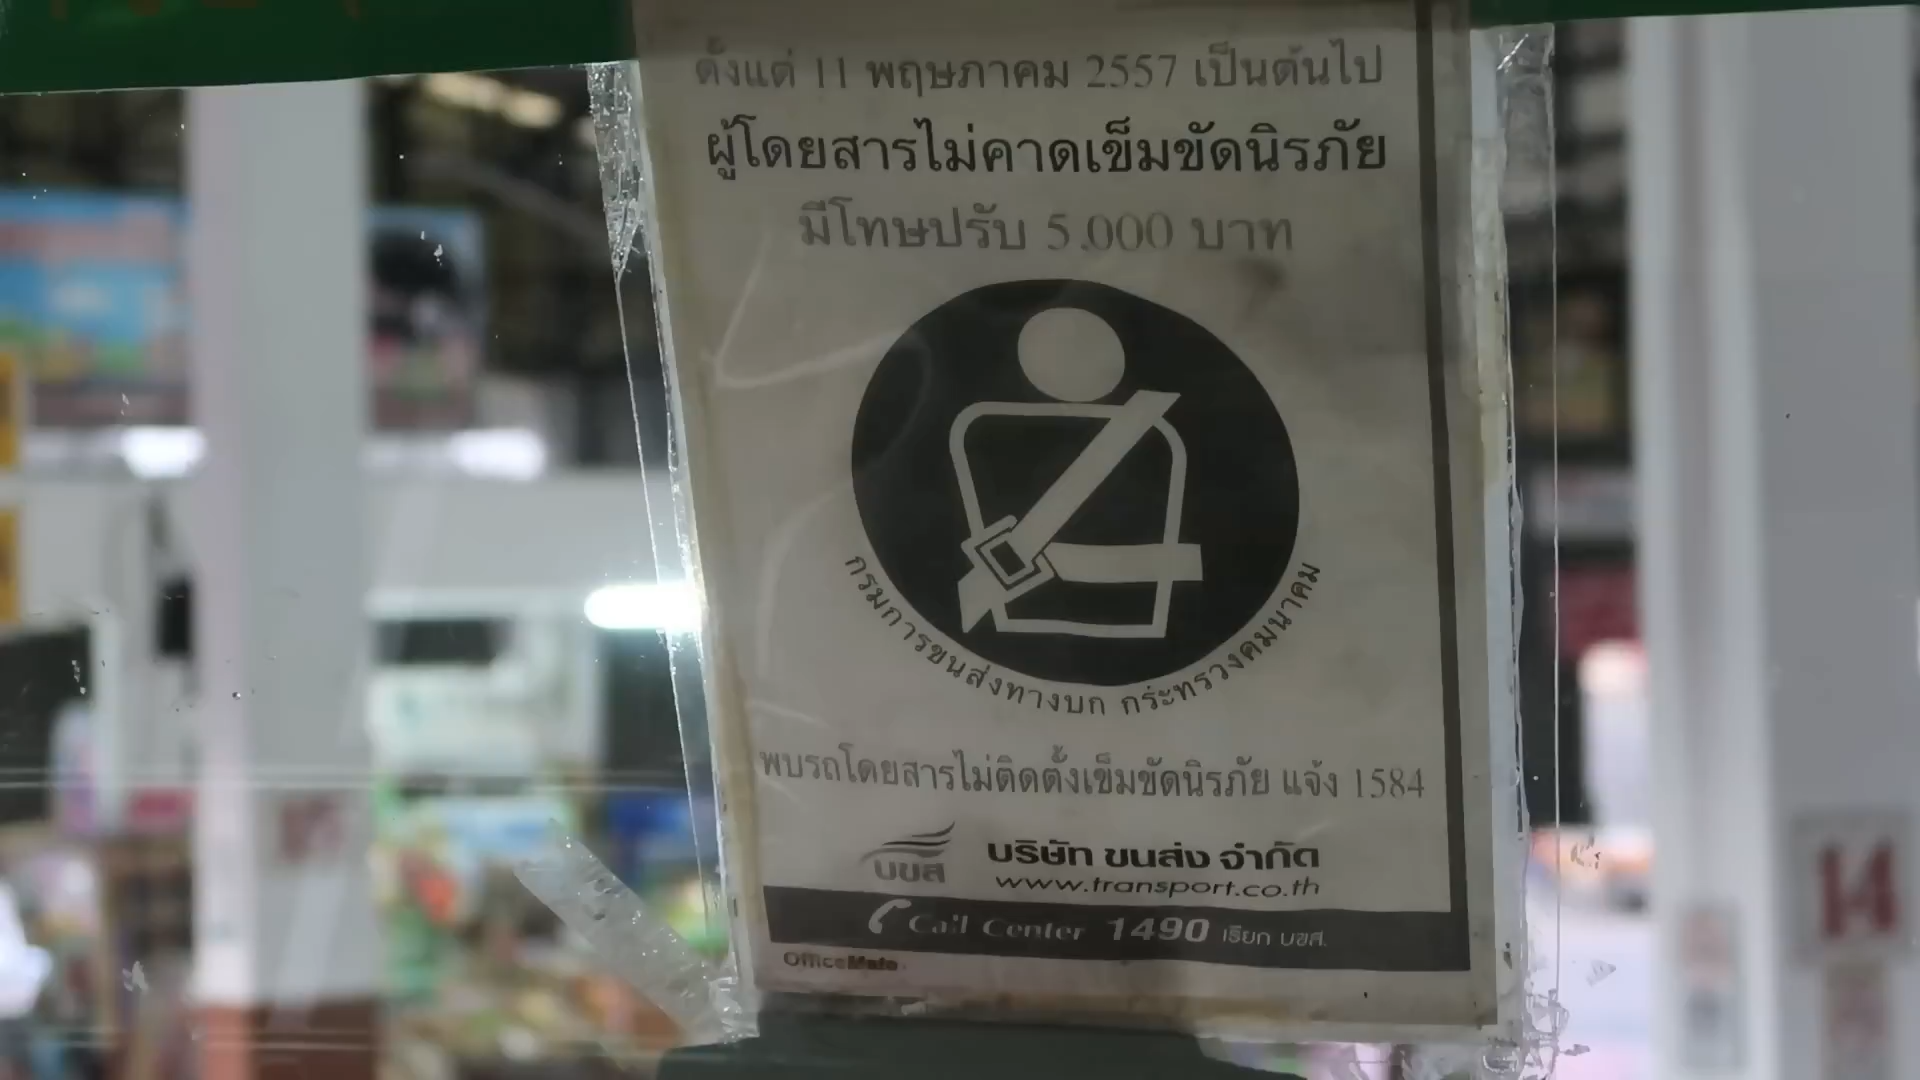 ตั้งแต่ 11 พฤษภาคม 2557 เป็นต้นไป
ผู้โดยสารไม่คาดเข็มขัดนิรภัย
มีโทษปรับ 5,000 บาท
กรมการขนส่งทางบก กระทรวงคมนาคม
พบรถโดยสารไม่ติดตั้งเข็มขัดนิรภัย แจ้ง 1584
บขส
บริษัท ขนส่ง จำกัด
www.transport.co.th
Call Center 1490 เรียก บขส.
OfficeMate
14